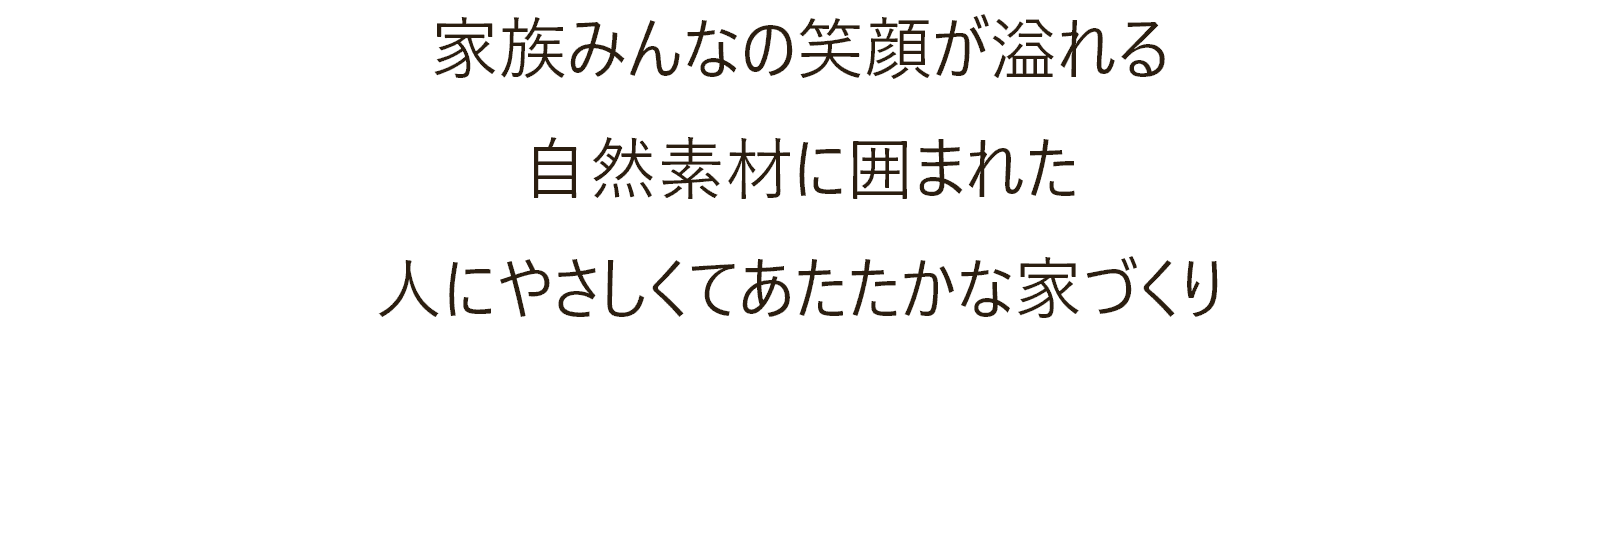 家族みんなの笑顔が溢れる
自然素材に囲まれた
人にやさしくてあたたかな家づくり